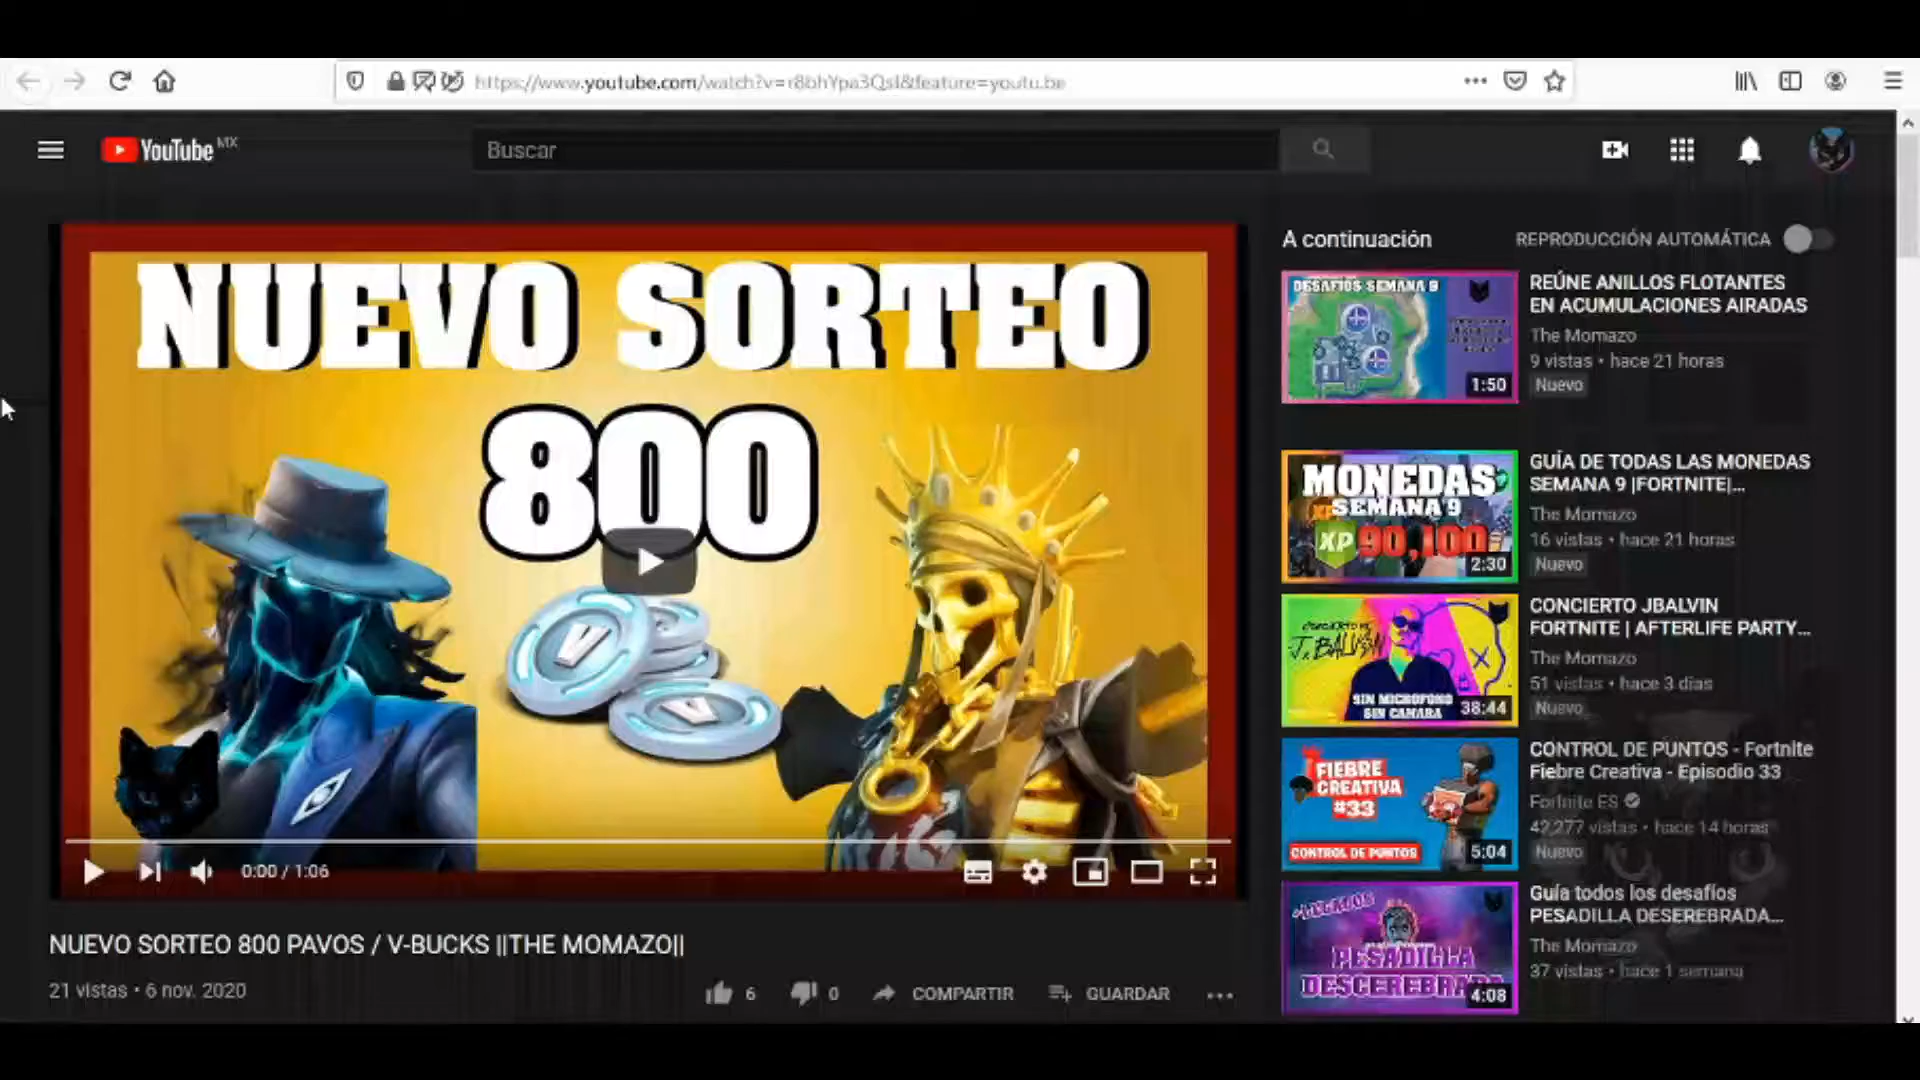 https://www.youtube.com/watch?v=r8bhYpa3QsI&feature=youtu.be
YouTube MX
Buscar
NUEVO SORTEO
800
0:00 / 1:06
NUEVO SORTEO 800 PAVOS / V-BUCKS ||THE MOMAZO||
21 vistas • 6 nov. 2020
6
0
COMPARTIR
GUARDAR
A continuación
REPRODUCCIÓN AUTOMÁTICA
DESAFIOS SEMANA 9
1:50
REÚNE ANILLOS FLOTANTES
EN ACUMULACIONES AIRADAS
The Momazo
9 vistas • hace 21 horas
Nuevo
MONEDAS
SEMANA 9
XP 90,100
2:30
GUÍA DE TODAS LAS MONEDAS
SEMANA 9 |FORTNITE|...
The Momazo
16 vistas • hace 21 horas
Nuevo
J. BALVIN
SIN MICROFONO
SIN CAMARA
38:44
CONCIERTO JBALVIN
FORTNITE | AFTERLIFE PARTY...
The Momazo
51 vistas • hace 3 días
Nuevo
FIEBRE
CREATIVA
#33
CONTROL DE PUNTOS
5:04
CONTROL DE PUNTOS - Fortnite
Fiebre Creativa - Episodio 33
Fortnite ES
42,277 vistas • hace 14 horas
Nuevo
PESADILLA
DESCEREBRADA
4:08
Guía todos los desafíos
PESADILLA DESEREBRADA...
The Momazo
37 vistas • hace 1 semana